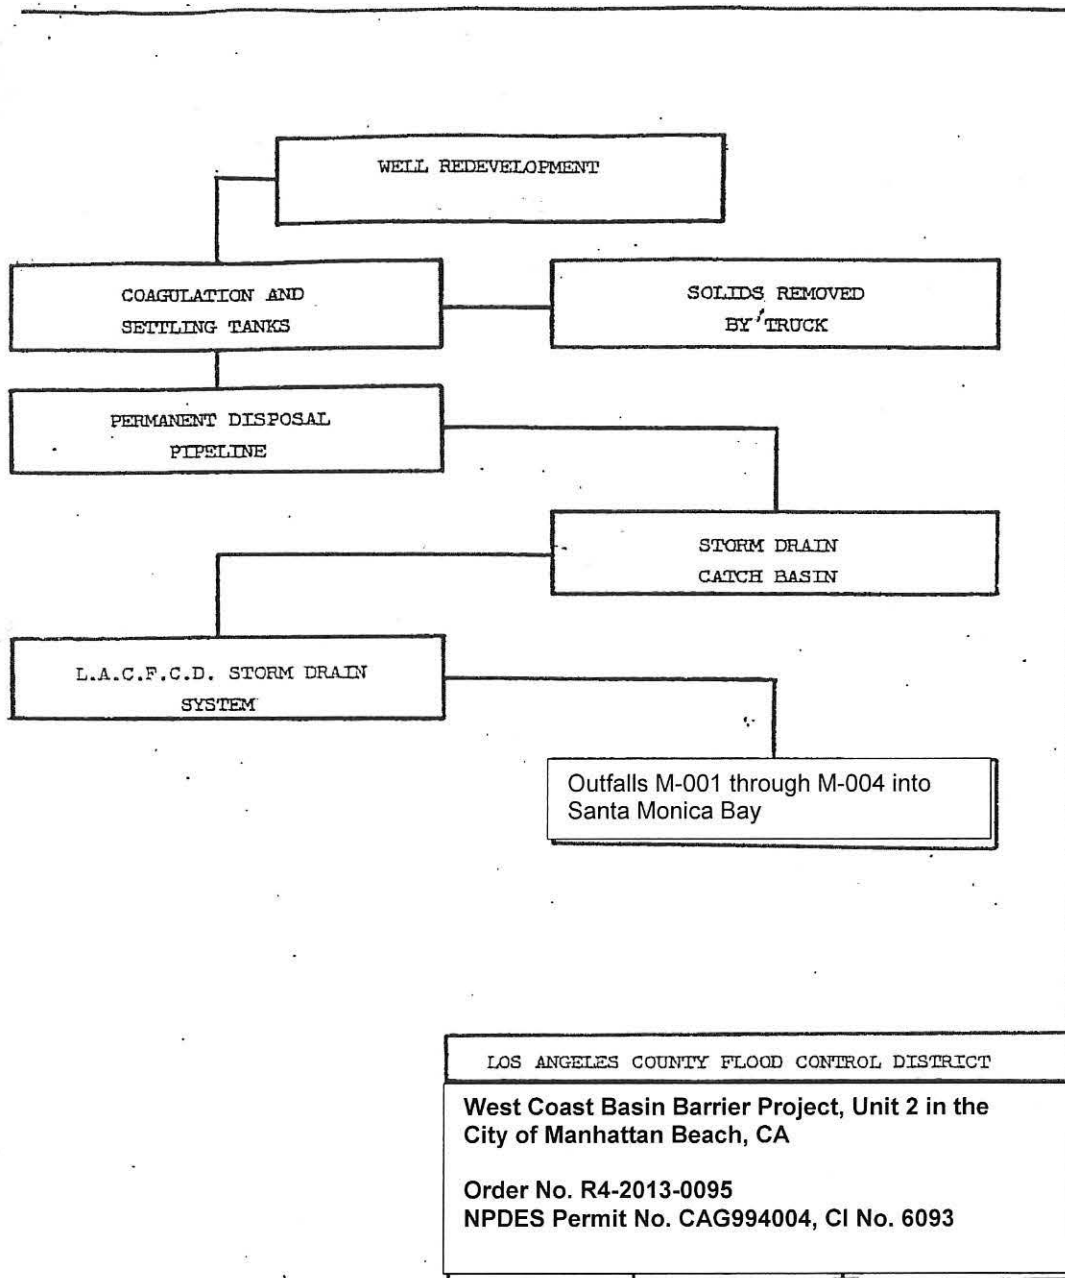 WELL REDEVELOPMENT
COAGULATION AND
SETTLING TANKS
SOLIDS REMOVED
BY TRUCK
PERMANENT DISPOSAL
PIPELINE
STORM DRAIN
CATCH BASIN
L.A.C.F.C.D. STORM DRAIN
SYSTEM
Outfalls M-001 through M-004 into
Santa Monica Bay
LOS ANGELES COUNTY FLOOD CONTROL DISTRICT
West Coast Basin Barrier Project, Unit 2 in the
City of Manhattan Beach, CA
Order No. R4-2013-0095
NPDES Permit No. CAG994004, CI No. 6093